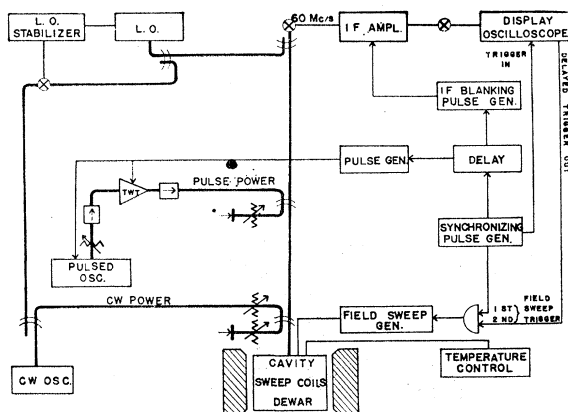 L. O.
STABILIZER
L. O.
60 Mc/s
I F AMPL.
DISPLAY
OSCILLOSCOPE
TRIGGER
IN
DELAYED TRIGGER OUT
IF BLANKING
PULSE GEN.
PULSE GEN.
DELAY
TWT
PULSE POWER
PULSED
OSC.
SYNCHRONIZING
PULSE GEN.
CW POWER
FIELD SWEEP
GEN.
1 ST
2 ND
FIELD
SWEEP
TRIGGER
CW OSC.
CAVITY
SWEEP COILS
DEWAR
TEMPERATURE
CONTROL